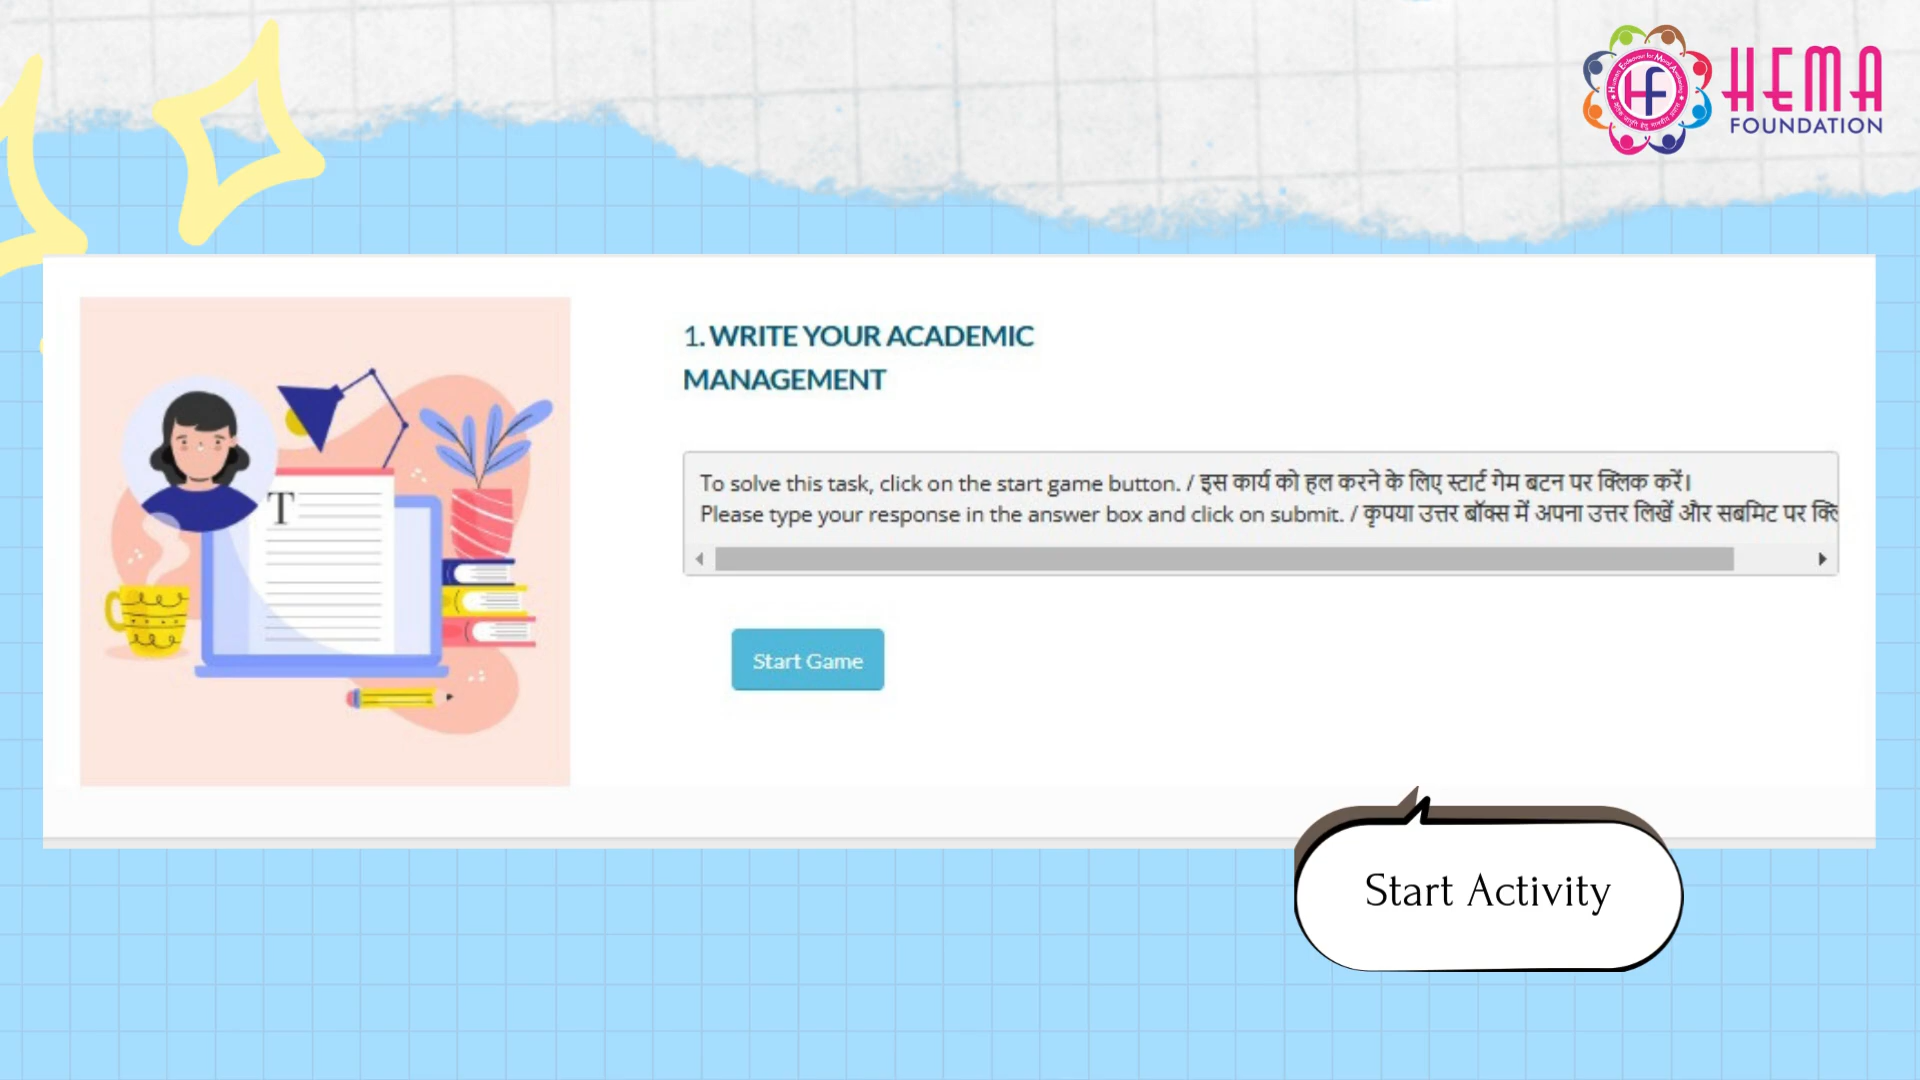 HEMA
FOUNDATION
HF
1. WRITE YOUR ACADEMIC
MANAGEMENT
To solve this task, click on the start game button. / इस कार्य को हल करने के लिए स्टार्ट गेम बटन पर क्लिक करें।
Please type your response in the answer box and click on submit. / कृपया उत्तर बॉक्स में अपना उत्तर लिखें और सबमिट पर
T
Start Game
Start Activity